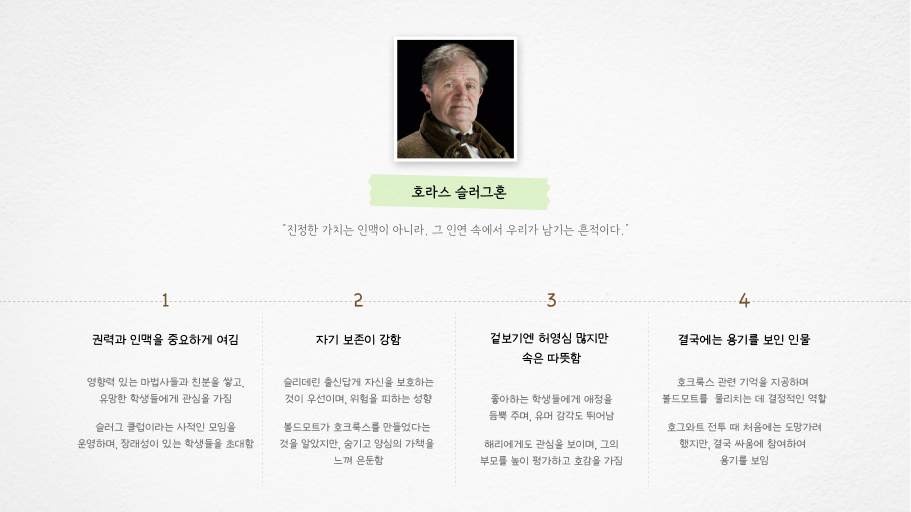 호라스 슬러그혼
"진정한 가치는 인맥이 아니라, 그 인연 속에서 우리가 남기는 흔적이다."
1
권력과 인맥을 중요하게 여김
영향력 있는 마법사들과 친분을 쌓고,
유망한 학생들에게 관심을 가짐
슬러그 클럽이라는 사적인 모임을
운영하며, 장래성이 있는 학생들을 초대함
2
자기 보존이 강함
슬리데린 출신답게 자신을 보호하는
것이 우선이며, 위험을 피하는 성향
볼드모트가 호크룩스를 만들었다는
것을 알았지만, 숨기고 양심의 가책을
느껴 은둔함
3
겉보기엔 허영심 많지만
속은 따뜻함
좋아하는 학생들에게 애정을
듬뿍 주며, 유머 감각도 뛰어남
해리에게도 관심을 보이며, 그의
부모를 높이 평가하고 호감을 가짐
4
결국에는 용기를 보인 인물
호크룩스 관련 기억을 지공하며
볼드모트를 물리치는 데 결정적인 역할
호그와트 전투 때 처음에는 도망가려
했지만, 결국 싸움에 참여하여
용기를 보임